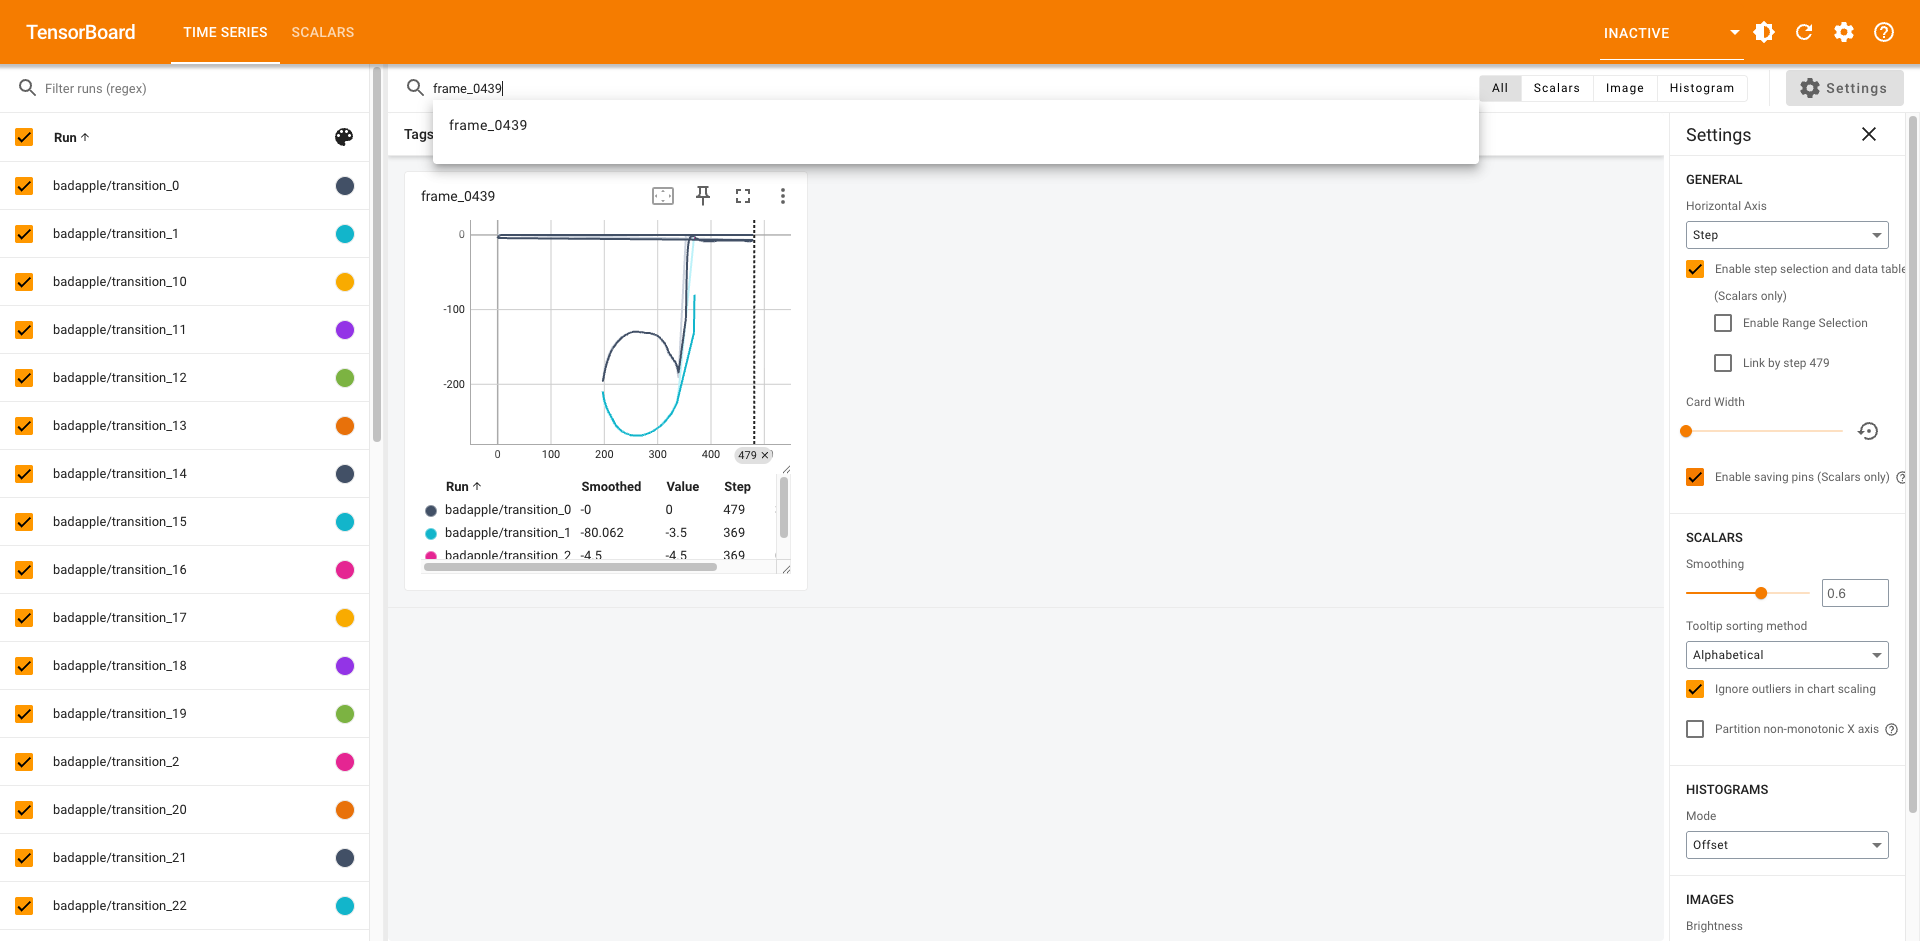 TensorBoard TIME SERIES SCALARS INACTIVE
Filter runs (regex)
frame_0439
All Scalars Image Histogram Settings
frame_0439
Run
badapple/transition_0
badapple/transition_1
badapple/transition_10
badapple/transition_11
badapple/transition_12
badapple/transition_13
badapple/transition_14
badapple/transition_15
badapple/transition_16
badapple/transition_17
badapple/transition_18
badapple/transition_19
badapple/transition_2
badapple/transition_20
badapple/transition_21
badapple/transition_22
Tags
frame_0439
0
-100
-200
0 100 200 300 400 479
Run Smoothed Value Step
badapple/transition_0 -0 0 479
badapple/transition_1 -80.062 -3.5 369
badapple/transition_2 -4.5 -4.5 369
Settings
GENERAL
Horizontal Axis
Step
Enable step selection and data table
(Scalars only)
Enable Range Selection
Link by step 479
Card Width
Enable saving pins (Scalars only)
SCALARS
Smoothing
0.6
Tooltip sorting method
Alphabetical
Ignore outliers in chart scaling
Partition non-monotonic X axis
HISTOGRAMS
Mode
Offset
IMAGES
Brightness